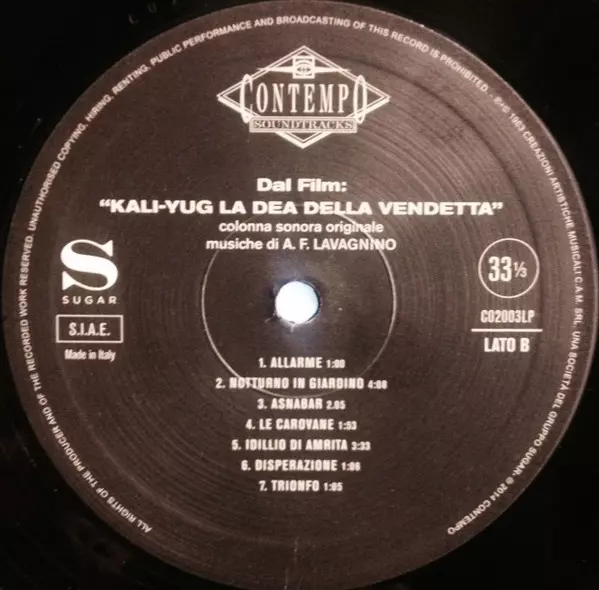 CONTEMPO
SOUNDTRACKS
Dal Film:
"KALI-YUG LA DEA DELLA VENDETTA"
colonna sonora originale
musiche di A. F. LAVAGNINO
S
SUGAR
S.I.A.E.
Made in Italy
33 1/3
CO2003LP
LATO B
1. ALLARME 1:00
2. NOTTURNO IN GIARDINO 4:08
3. ASNABAR 2.05
4. LE CAROVANE 1:53
5. IDILLIO DI AMRITA 3:33
6. DISPERAZIONE 1:06
7. TRIONFO 1:05
ALL RIGHTS OF THE PRODUCER AND OF THE RECORDED WORK RESERVED. UNAUTHORISED COPYING, HIRING, RENTING, PUBLIC PERFORMANCE AND BROADCASTING OF THIS RECORD IS PROHIBITED. - ℗+© 1963 CREAZIONI ARTISTICHE MUSICALI C.A.M. SRL. UNA SOCIETÀ DEL GRUPPO SUGAR. ℗ 2014 CONTEMPO